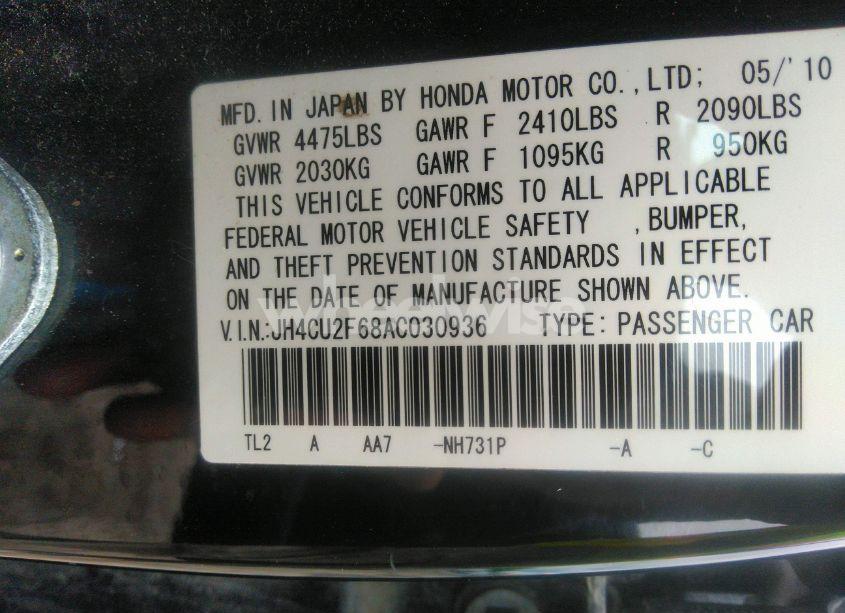 MFD. IN JAPAN BY HONDA MOTOR CO., LTD; 05/'10
GVWR 4475LBS GAWR F 2410LBS R 2090LBS
GVWR 2030KG GAWR F 1095KG R 950KG
THIS VEHICLE CONFORMS TO ALL APPLICABLE
FEDERAL MOTOR VEHICLE SAFETY , BUMPER,
AND THEFT PREVENTION STANDARDS IN EFFECT
ON THE DATE OF MANUFACTURE SHOWN ABOVE.
wheelwise
V.I.N.:JH4CU2F68AC030936 TYPE: PASSENGER CAR
TL2 A AA7 -NH731P -A -C